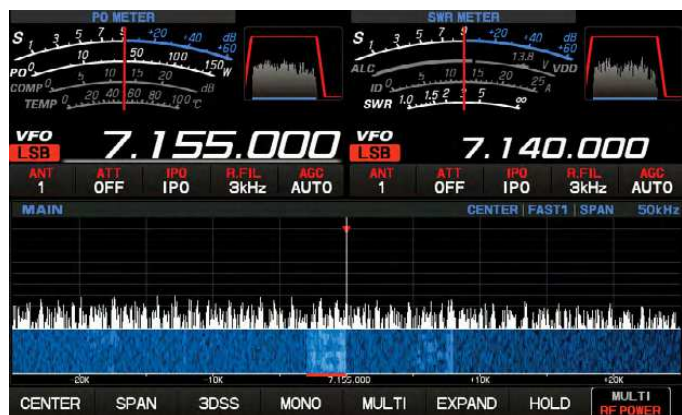 PO METER
S 1 3 5 7 9 +20 +40 +60 dB
PO 0 10 50 100 150 W
COMP 0 5 10 15 20 dB
TEMP 0 20 40 60 80 100 °C
SWR METER
S 1 3 5 7 9 +20 +40 +60 dB
ALC 13.8 V VDD
ID 0 5 10 15 20 25 A
SWR 1.0 1.5 2 3 5 ∞
VFO
LSB
7.155.000
VFO
LSB
7.140.000
ANT ATT IPO R.FIL AGC
1 OFF IPO 3kHz AUTO
ANT ATT IPO R.FIL AGC
1 OFF IPO 3kHz AUTO
MAIN
CENTER | FAST1 | SPAN 50kHz
-20K -10K 7.155.000 +10K +20K
CENTER SPAN 3DSS MONO MULTI EXPAND HOLD MULTI
RF POWER